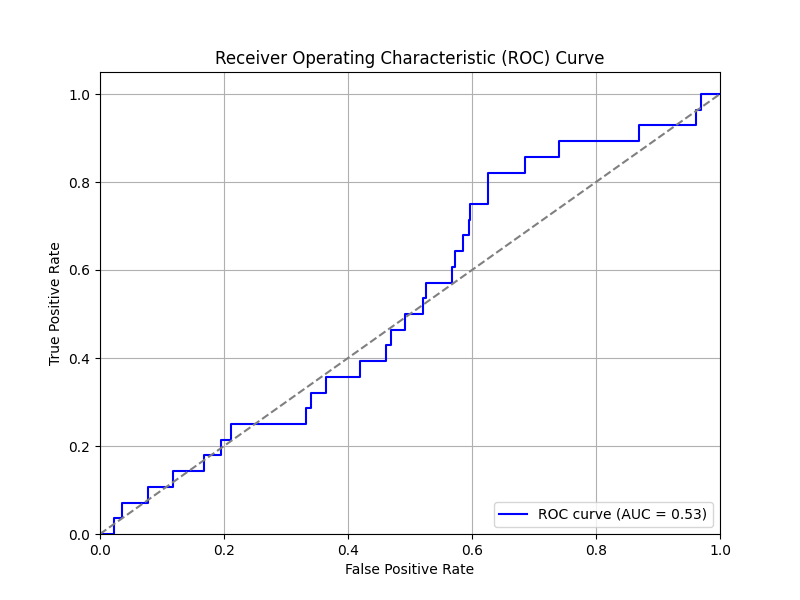 Receiver Operating Characteristic (ROC) Curve
1.0
0.8
0.6
0.4
0.2
0.0
True Positive Rate
ROC curve (AUC = 0.53)
0.0 0.2 0.4 0.6 0.8 1.0
False Positive Rate